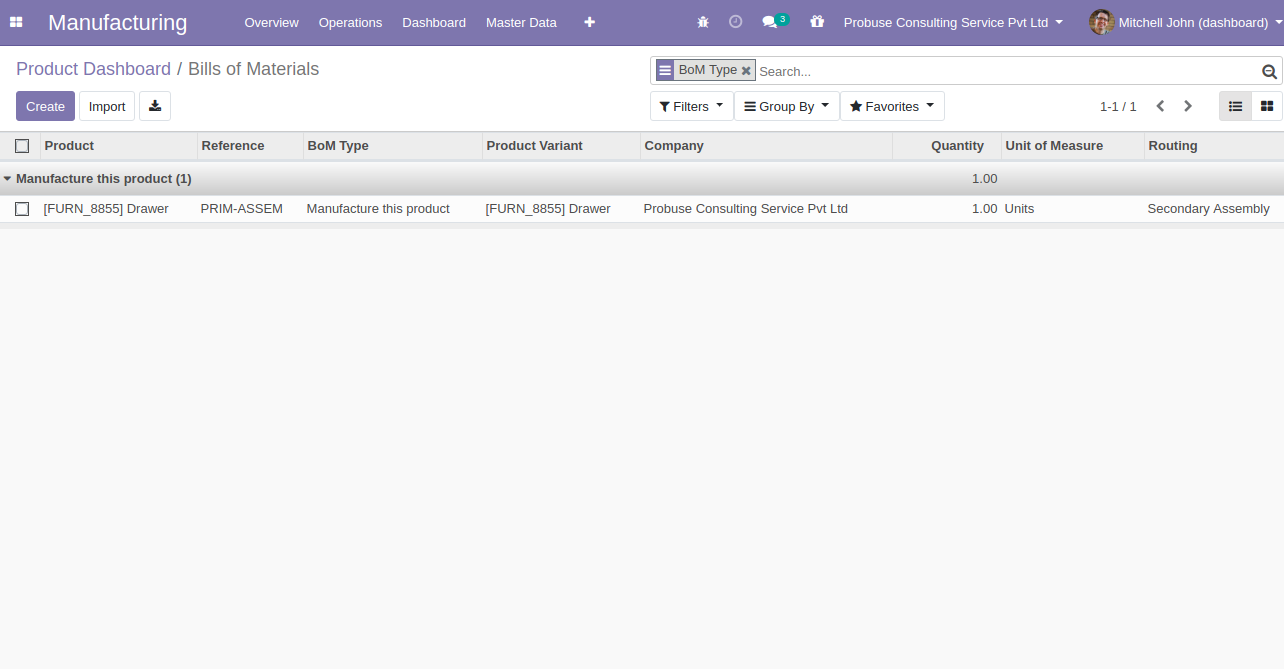 Manufacturing Overview Operations Dashboard Master Data 3 Probuse Consulting Service Pvt Ltd Mitchell John (dashboard)
Product Dashboard / Bills of Materials
BoM Type Search...
Create Import
Filters Group By Favorites 1-1 / 1
Product Reference BoM Type Product Variant Company Quantity Unit of Measure Routing
Manufacture this product (1) 1.00
[FURN_8855] Drawer PRIM-ASSEM Manufacture this product [FURN_8855] Drawer Probuse Consulting Service Pvt Ltd 1.00 Units Secondary Assembly